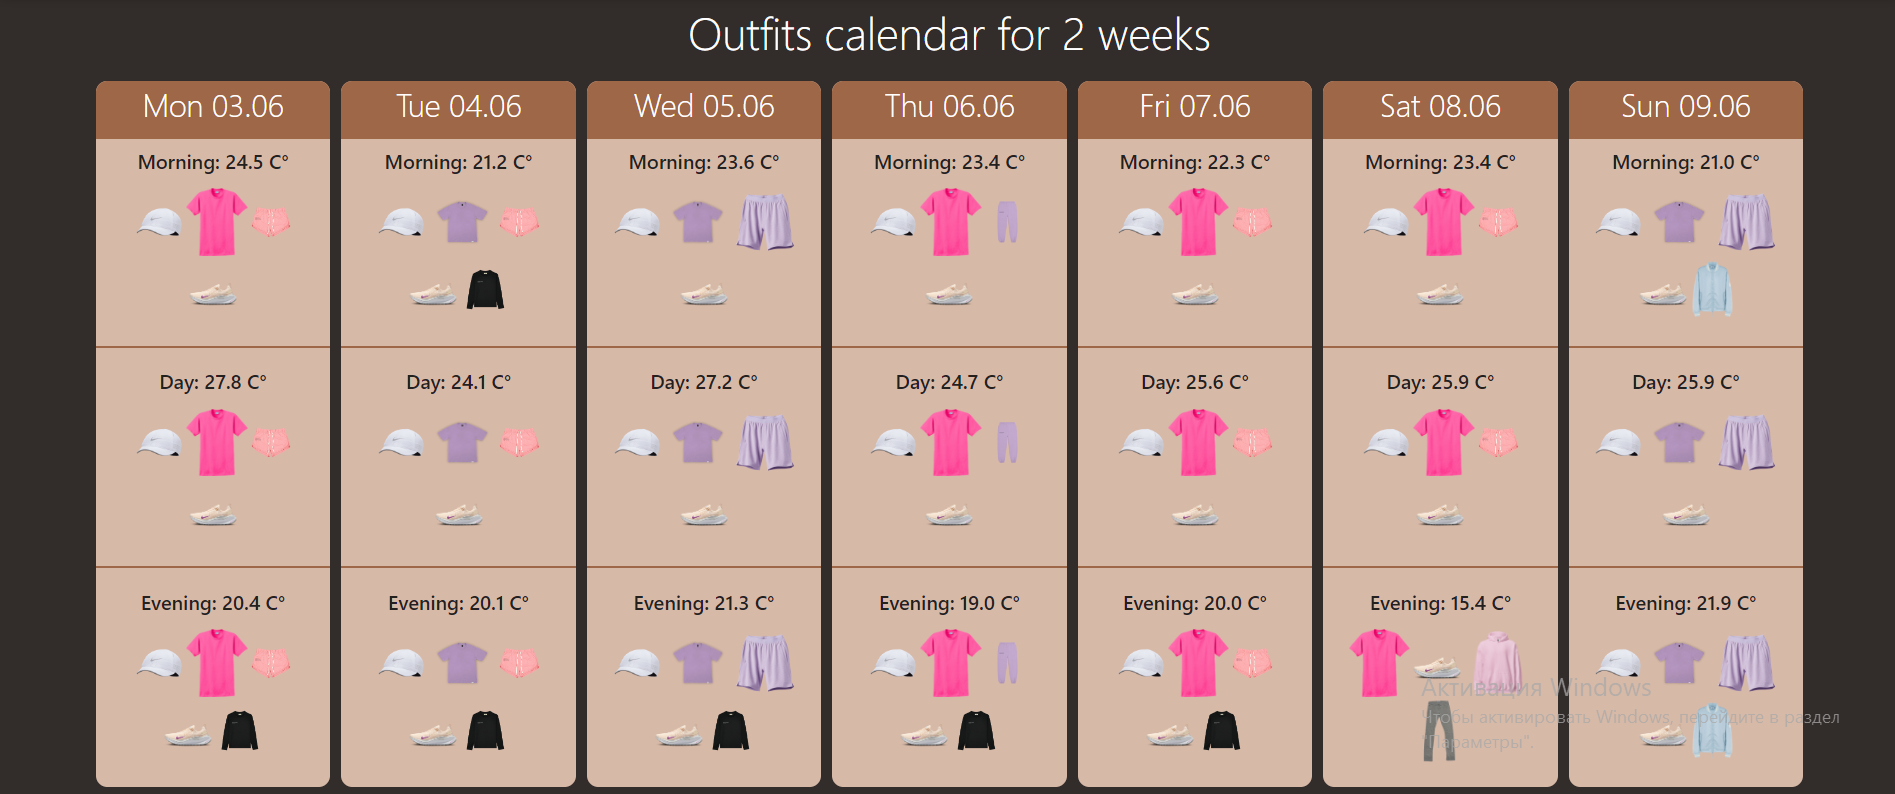 Outfits calendar for 2 weeks
Mon 03.06
Morning: 24.5 C°
Day: 27.8 C°
Evening: 20.4 C°
Tue 04.06
Morning: 21.2 C°
Day: 24.1 C°
Evening: 20.1 C°
Wed 05.06
Morning: 23.6 C°
Day: 27.2 C°
Evening: 21.3 C°
Thu 06.06
Morning: 23.4 C°
Day: 24.7 C°
Evening: 19.0 C°
Fri 07.06
Morning: 22.3 C°
Day: 25.6 C°
Evening: 20.0 C°
Sat 08.06
Morning: 23.4 C°
Day: 25.9 C°
Evening: 15.4 C°
Sun 09.06
Morning: 21.0 C°
Day: 25.9 C°
Evening: 21.9 C°
Активация Windows
Чтобы активировать Windows, перейдите в раздел
"Параметры".